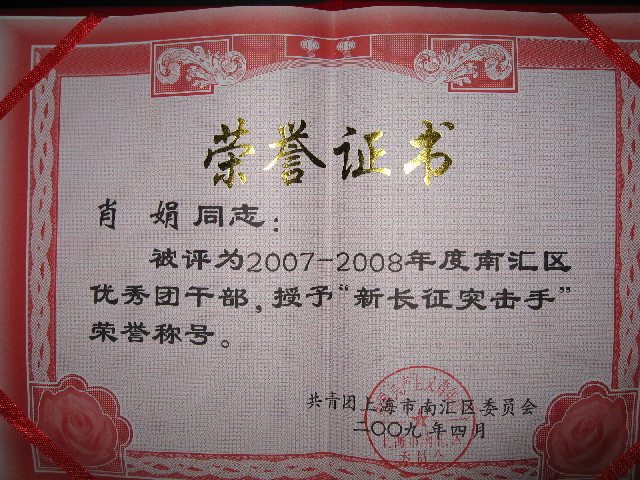 荣誉证书
肖 娟 同志：
被评为2007-2008年度南汇区
优秀团干部，授予“新长征突击手”
荣誉称号。
共青团上海市南汇区委员会
二〇〇九年四月